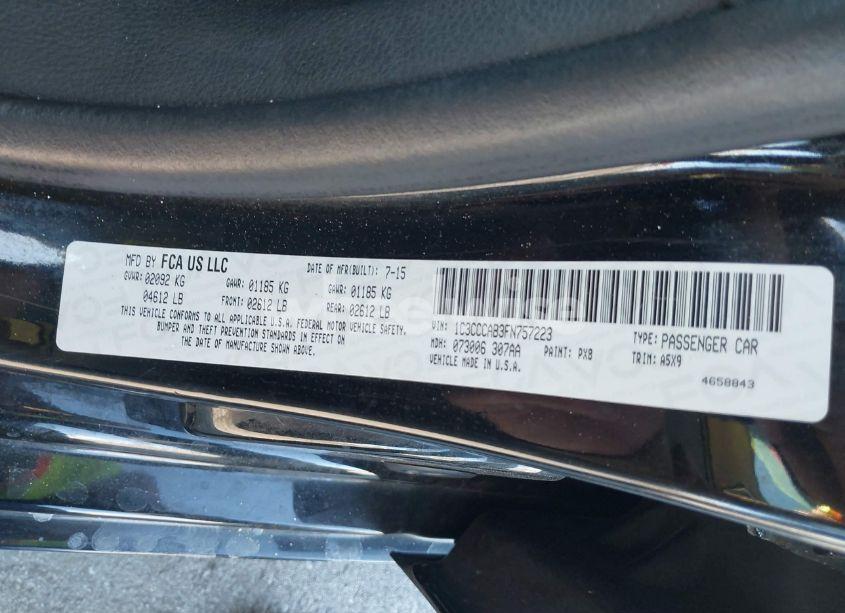 MFD BY FCA US LLC DATE OF MFR(BUILT): 7-15
GVWR: 02092 KG GAWR: 01185 KG GAWR: 01185 KG
04612 LB FRONT: 02612 LB REAR: 02612 LB
THIS VEHICLE CONFORMS TO ALL APPLICABLE U.S.A. FEDERAL MOTOR VEHICLE SAFETY,
BUMPER AND THEFT PREVENTION STANDARDS IN EFFECT ON
THE DATE OF MANUFACTURE SHOWN ABOVE.
VIN: 1C3CCCAB3FN757223 TYPE: PASSENGER CAR
MDH: 073006 307AA PAINT: PX8 TRIM: A5X9
VEHICLE MADE IN U.S.A.
4658843